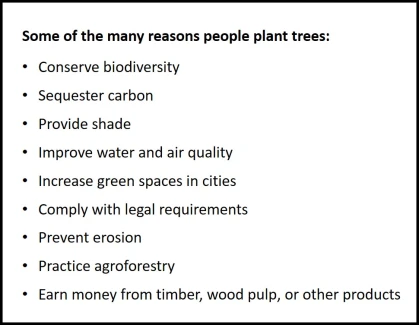 Some of the many reasons people plant trees:
• Conserve biodiversity
• Sequester carbon
• Provide shade
• Improve water and air quality
• Increase green spaces in cities
• Comply with legal requirements
• Prevent erosion
• Practice agroforestry
• Earn money from timber, wood pulp, or other products